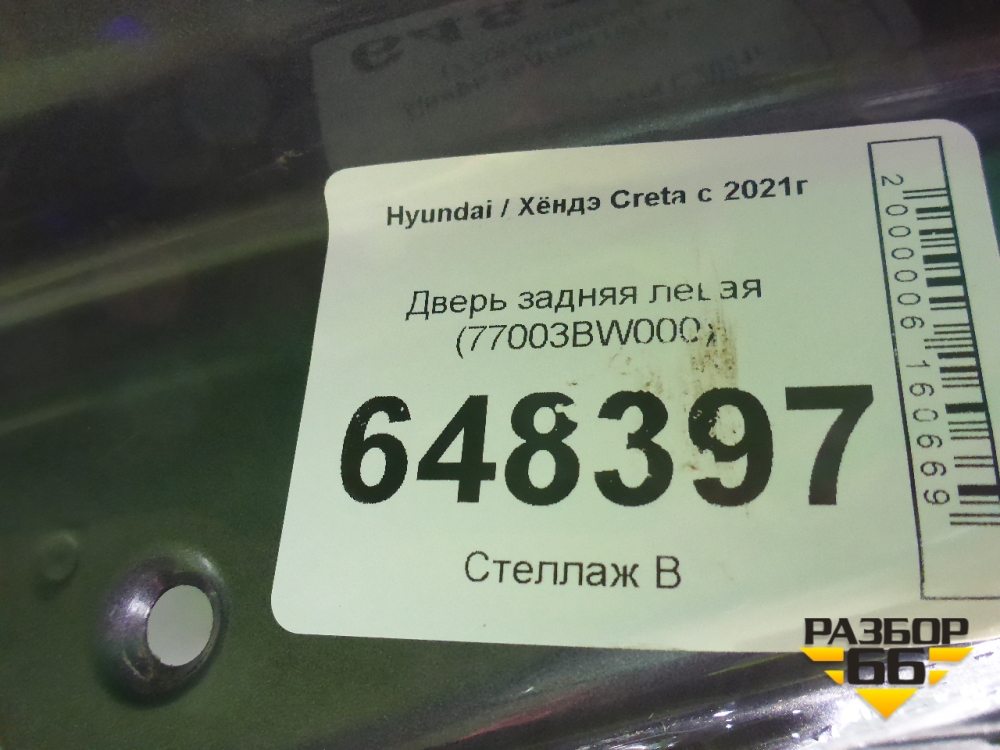 Hyundai / Хёндэ Creta с 2021г
Дверь задняя левая
(77003BW000)
648397
Стеллаж В
2000006160669
РАЗБОР
66